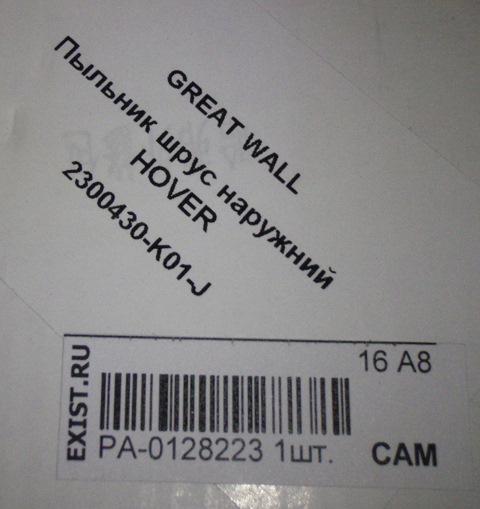 GREAT WALL
Пыльник шрус наружний
HOVER
2300430-K01-J
EXIST.RU
16 A8
PA-0128223 1шт.
CAM